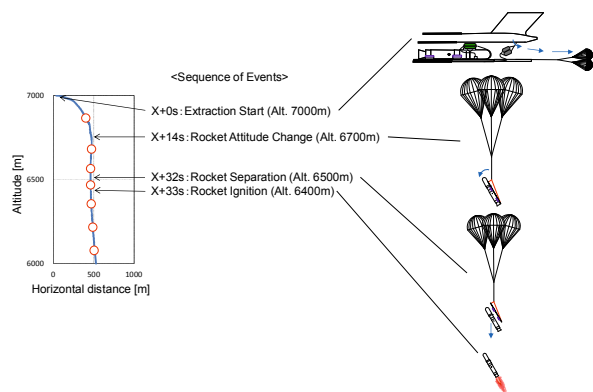 <Sequence of Events>
7000
X+0s：Extraction Start (Alt. 7000m)
X+14s：Rocket Attitude Change (Alt. 6700m)
X+32s：Rocket Separation (Alt. 6500m)
6500
X+33s：Rocket Ignition (Alt. 6400m)
Altitude [m]
6000
0 500 1000
Horizontal distance [m]